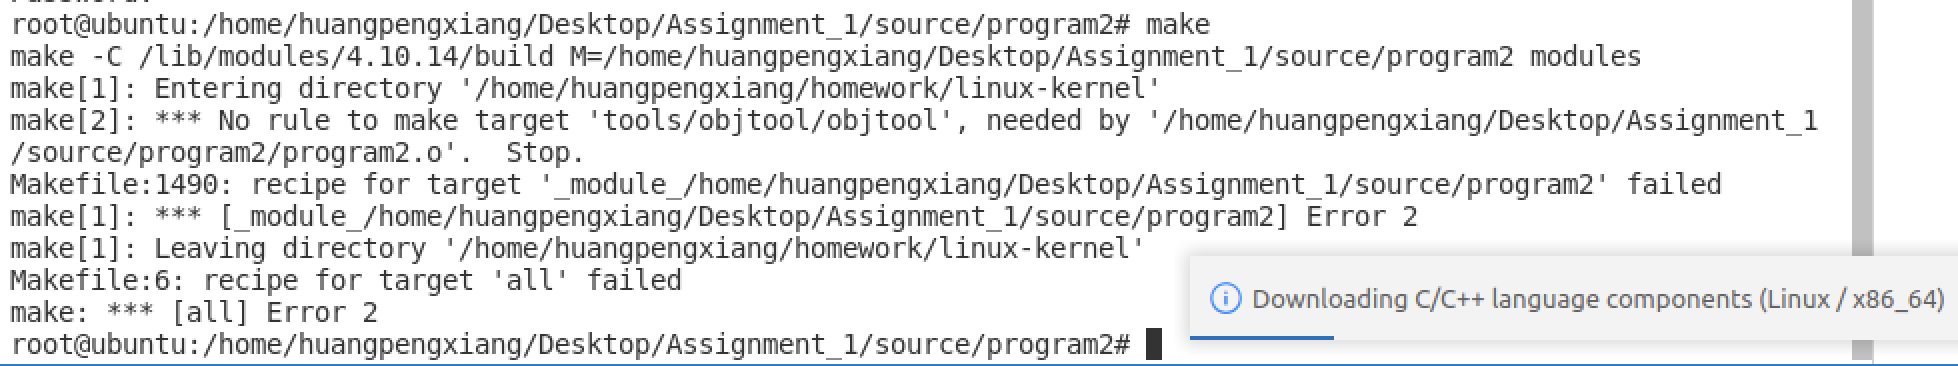 root@ubuntu:/home/huangpengxiang/Desktop/Assignment_1/source/program2# make
make -C /lib/modules/4.10.14/build M=/home/huangpengxiang/Desktop/Assignment_1/source/program2 modules
make[1]: Entering directory '/home/huangpengxiang/homework/linux-kernel'
make[2]: *** No rule to make target 'tools/objtool/objtool', needed by '/home/huangpengxiang/Desktop/Assignment_1
/source/program2/program2.o'.  Stop.
Makefile:1490: recipe for target '_module_/home/huangpengxiang/Desktop/Assignment_1/source/program2' failed
make[1]: *** [_module_/home/huangpengxiang/Desktop/Assignment_1/source/program2] Error 2
make[1]: Leaving directory '/home/huangpengxiang/homework/linux-kernel'
Makefile:6: recipe for target 'all' failed
make: *** [all] Error 2
root@ubuntu:/home/huangpengxiang/Desktop/Assignment_1/source/program2#
Downloading C/C++ language components (Linux / x86_64)